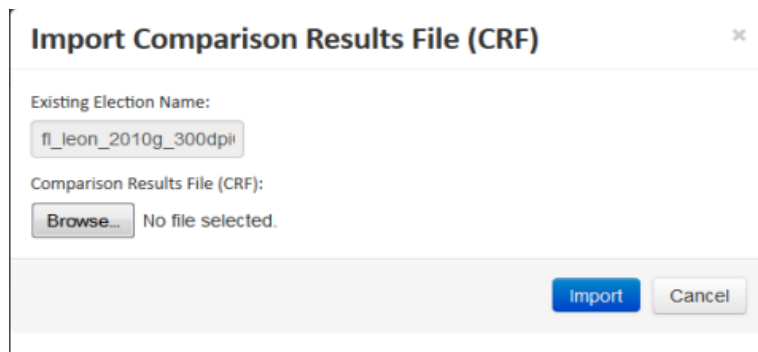 Import Comparison Results File (CRF)
×
Existing Election Name:
fl_leon_2010g_300dpi
Comparison Results File (CRF):
Browse... No file selected.
Import Cancel